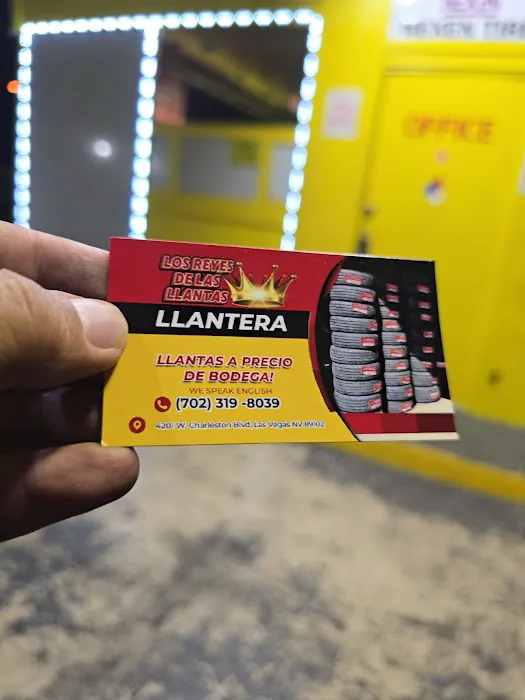 OFFICE
LOS REYES
DE LAS
LLANTAS
LLANTERA
LLANTAS A PRECIO
DE BODEGA!
WE SPEAK ENGLISH
(702) 319 -8039
4201 W. Charleston Blvd, Las Vegas NV 89102